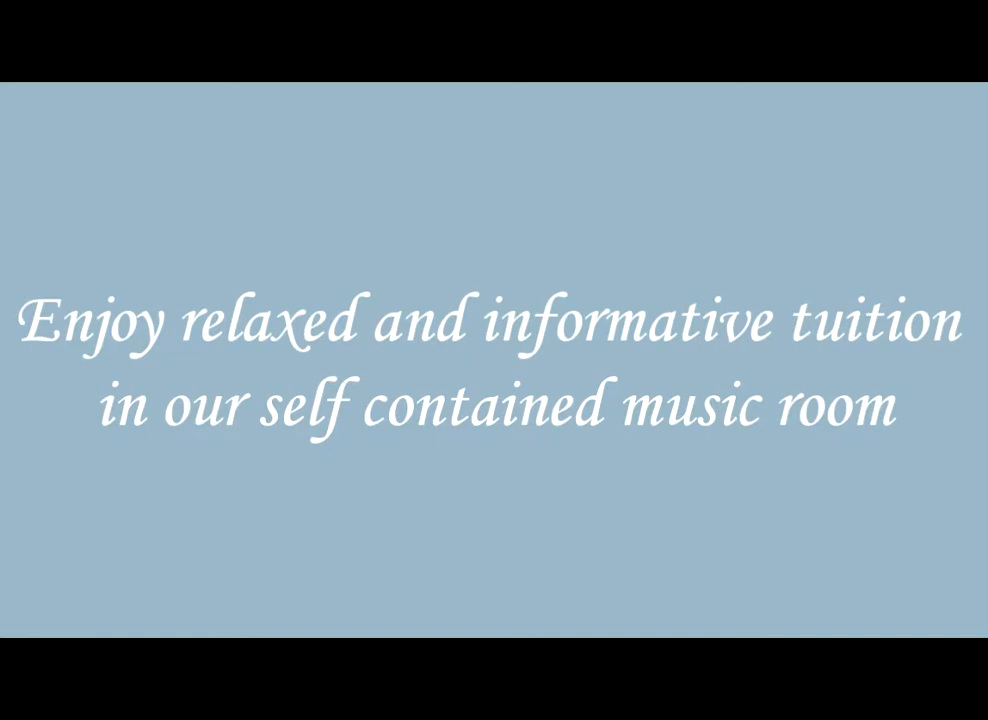 Enjoy relaxed and informative tuition
in our self contained music room